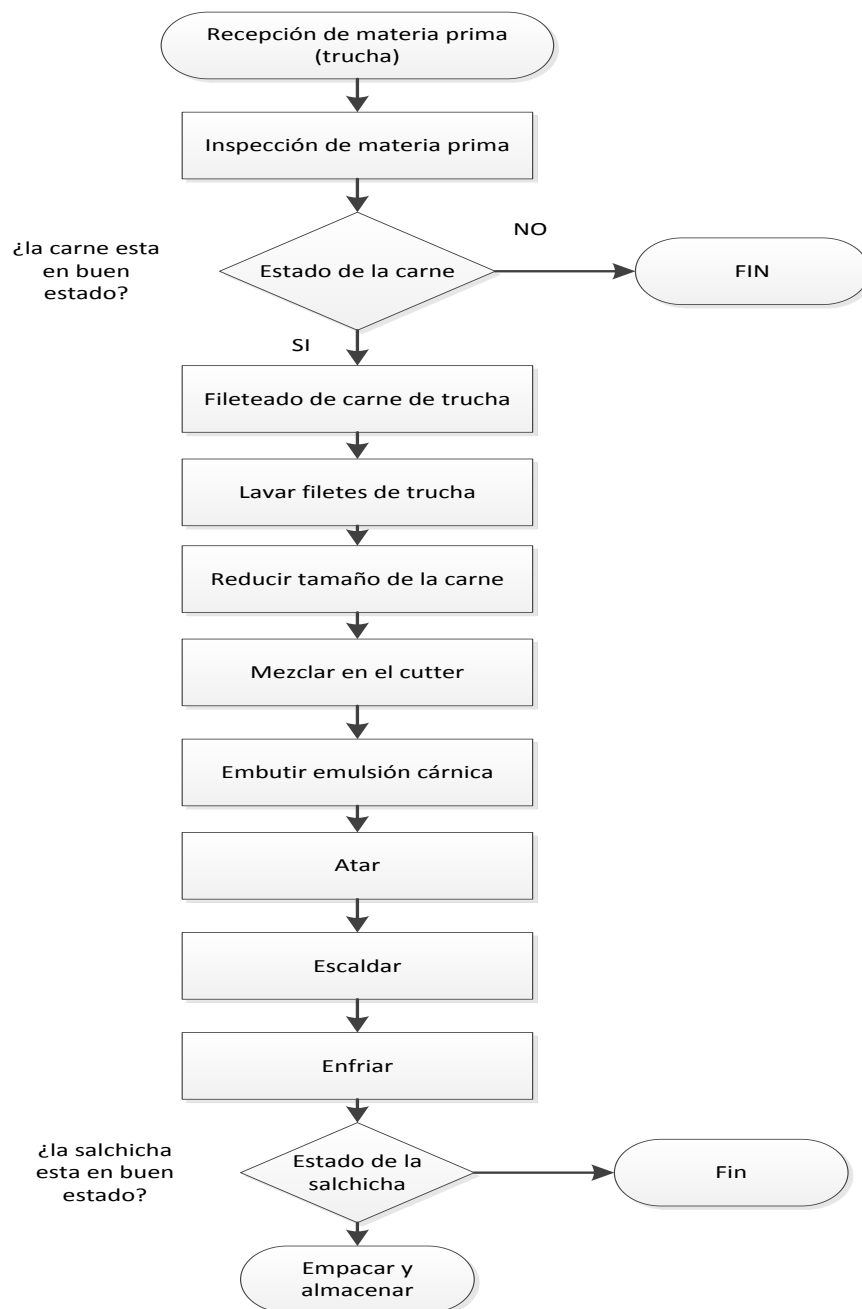 Recepción de materia prima
(trucha)
Inspección de materia prima
¿la carne esta
en buen
estado?
Estado de la carne
NO
FIN
SI
Fileteado de carne de trucha
Lavar filetes de trucha
Reducir tamaño de la carne
Mezclar en el cutter
Embutir emulsión cárnica
Atar
Escaldar
Enfriar
¿la salchicha
esta en buen
estado?
Estado de la
salchicha
Fin
Empacar y
almacenar